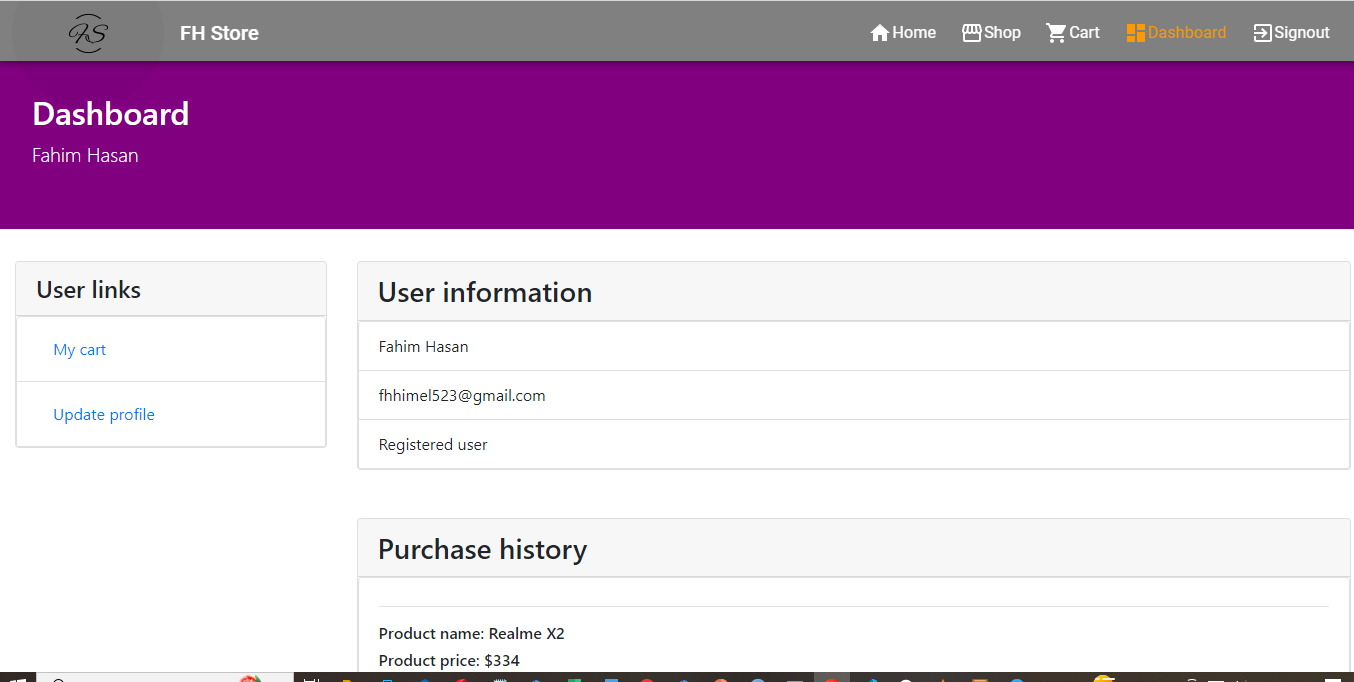 FH Store
Home
Shop
Cart
Dashboard
Signout
Dashboard
Fahim Hasan
User links
My cart
Update profile
User information
Fahim Hasan
fhhimel523@gmail.com
Registered user
Purchase history
Product name: Realme X2
Product price: $334